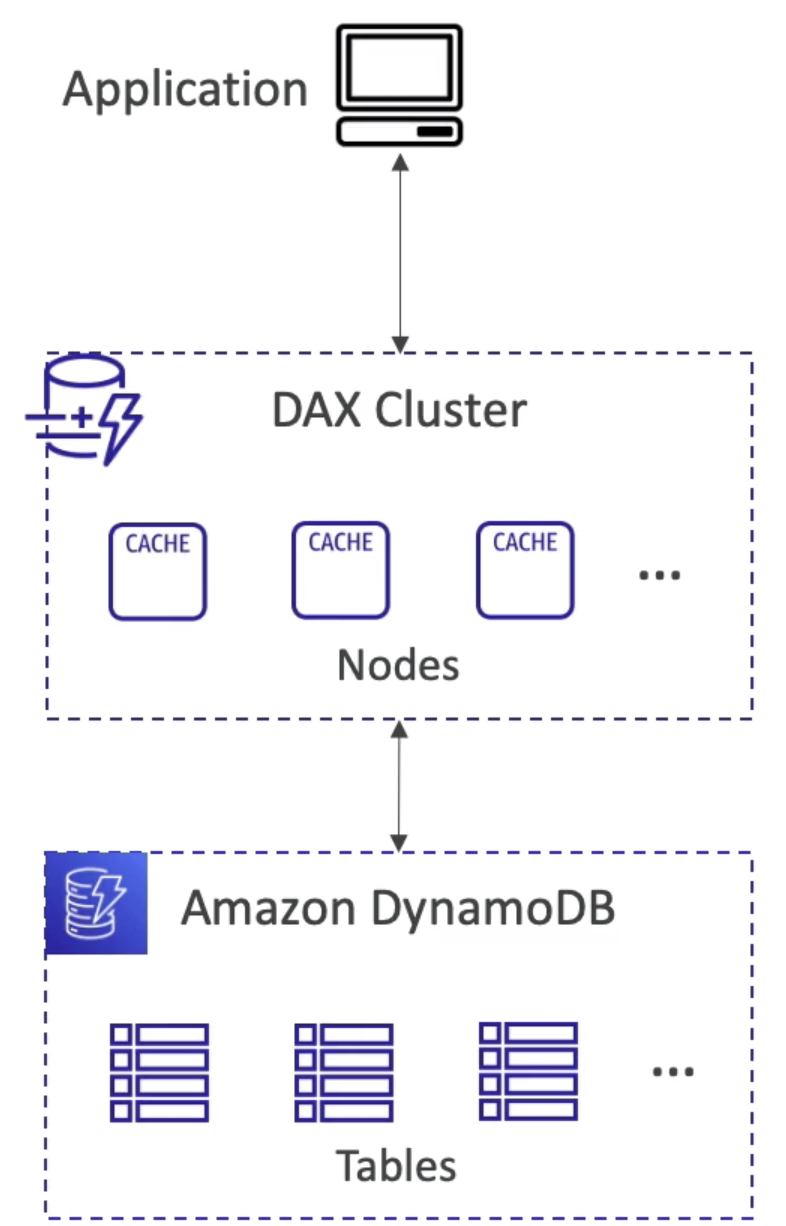 Application
DAX Cluster
CACHE
CACHE
CACHE
...
Nodes
Amazon DynamoDB
...
Tables